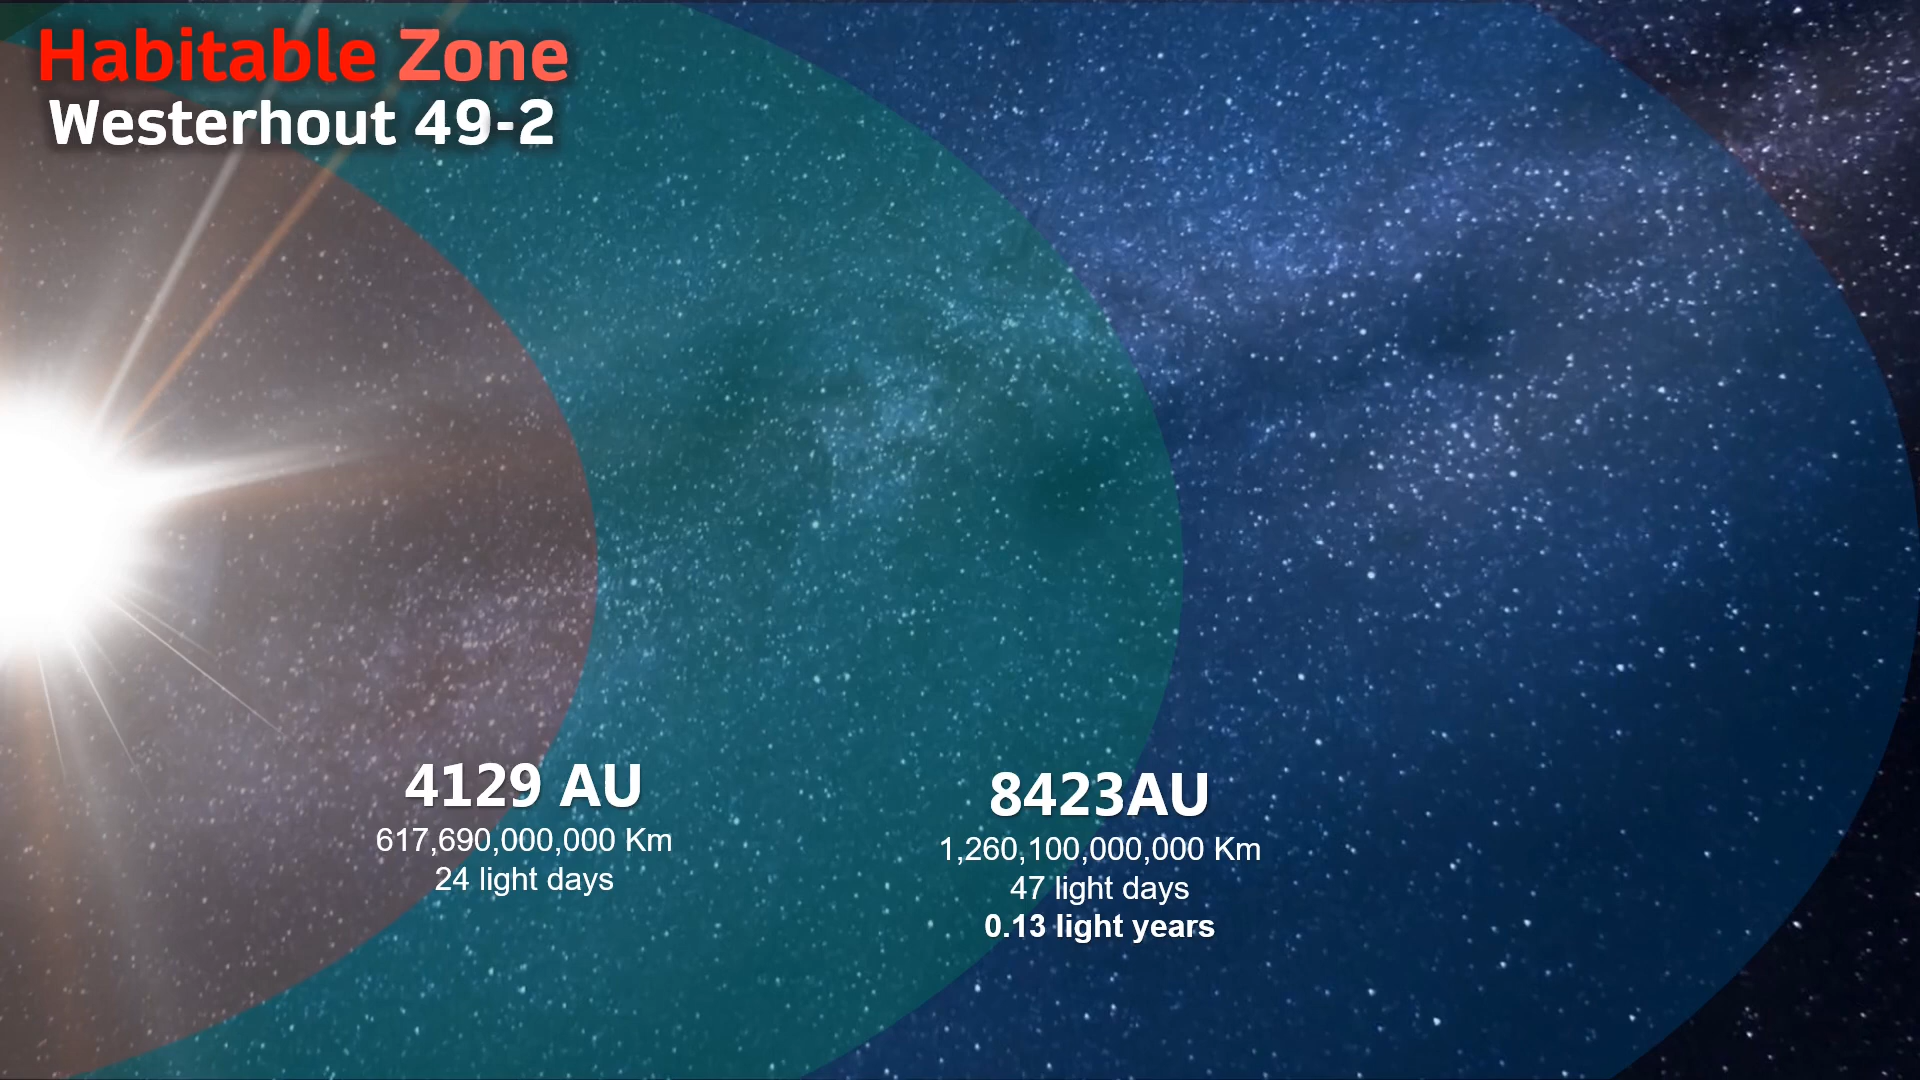 Habitable Zone
Westerhout 49-2
4129 AU
617,690,000,000 Km
24 light days
8423AU
1,260,100,000,000 Km
47 light days
0.13 light years